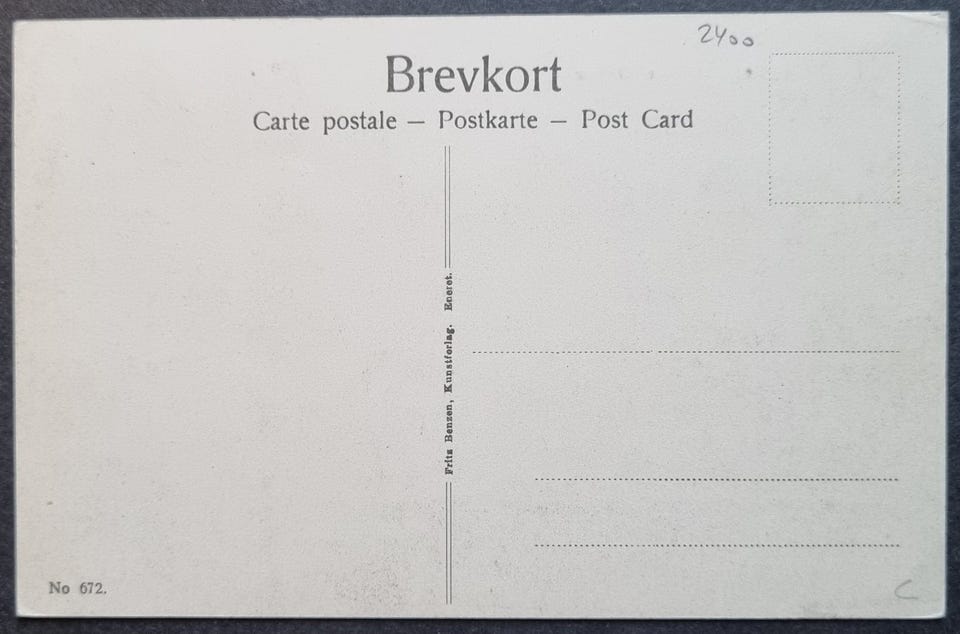 2400
Brevkort
Carte postale — Postkarte — Post Card
Fritz Benzen, Kunstforlag. Eneret.
No 672.
C